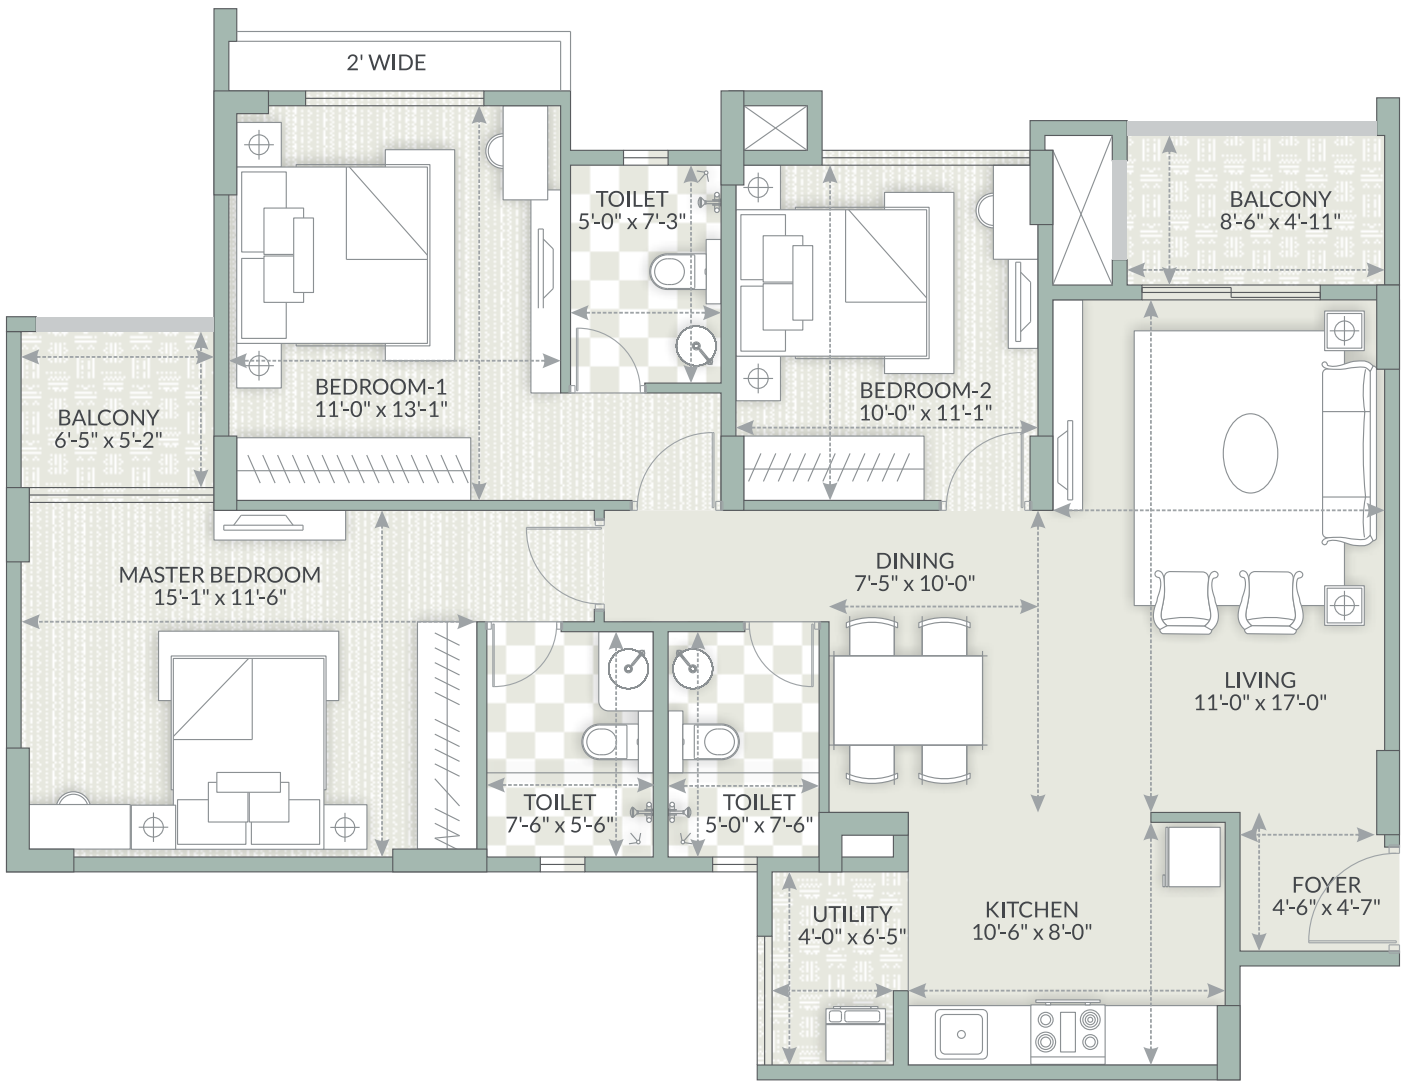 2' WIDE
TOILET
5'-0" x 7'-3"
BALCONY
8'-6" x 4'-11"
BEDROOM-1
11'-0" x 13'-1"
BEDROOM-2
10'-0" x 11'-1"
BALCONY
6'-5" x 5'-2"
MASTER BEDROOM
15'-1" x 11'-6"
DINING
7'-5" x 10'-0"
LIVING
11'-0" x 17'-0"
TOILET
7'-6" x 5'-6"
TOILET
5'-0" x 7'-6"
FOYER
4'-6" x 4'-7"
UTILITY
4'-0" x 6'-5"
KITCHEN
10'-6" x 8'-0"